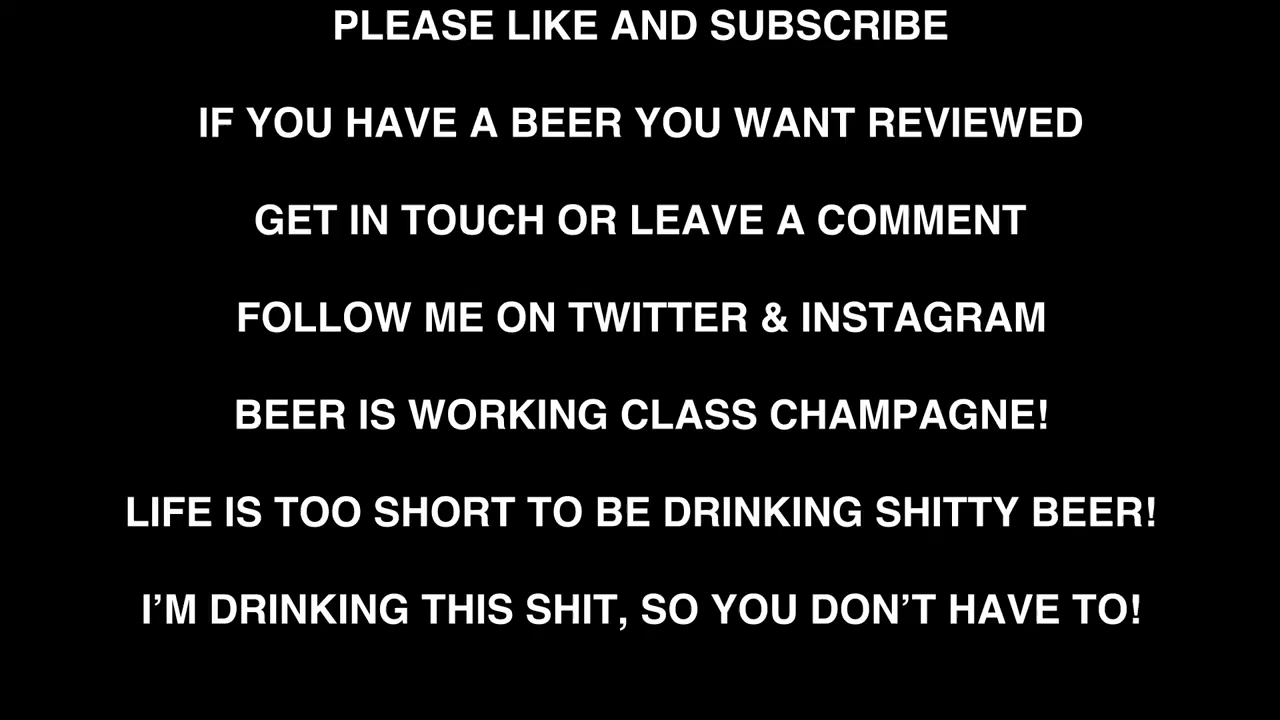 PLEASE LIKE AND SUBSCRIBE
IF YOU HAVE A BEER YOU WANT REVIEWED
GET IN TOUCH OR LEAVE A COMMENT
FOLLOW ME ON TWITTER & INSTAGRAM
BEER IS WORKING CLASS CHAMPAGNE!
LIFE IS TOO SHORT TO BE DRINKING SHITTY BEER!
I’M DRINKING THIS SHIT, SO YOU DON’T HAVE TO!